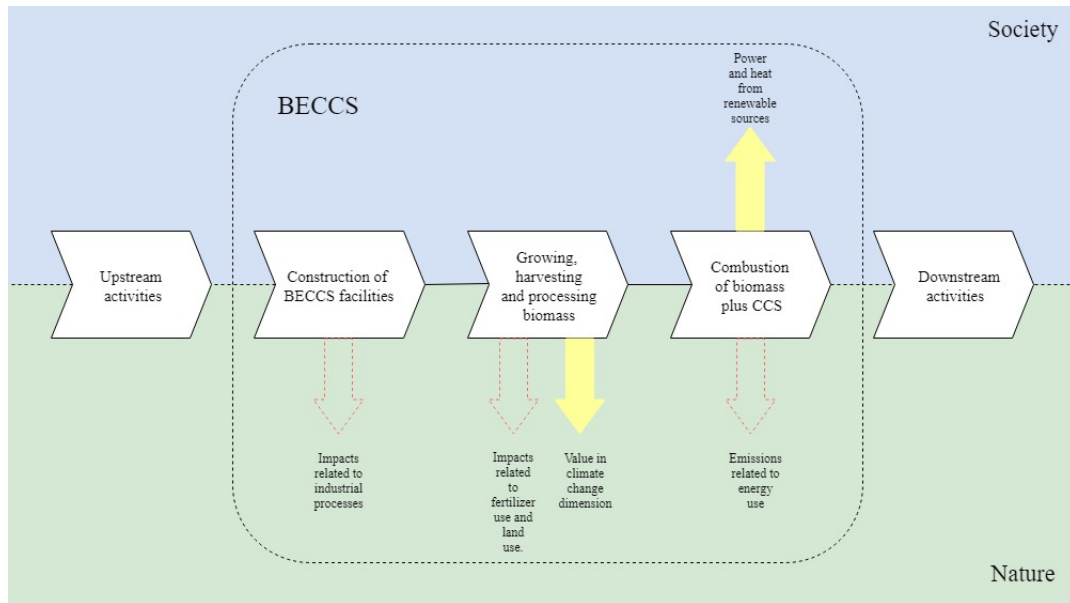 Society
Power
and heat
from
renewable
sources
BECCS
Upstream
activities
Construction of
BECCS facilities
Growing,
harvesting
and processing
biomass
Combustion
of biomass
plus CCS
Downstream
activities
Impacts
related to
industrial
processes
Impacts
related
to
fertilizer
use and
land
use.
Value in
climate
change
dimension
Emissions
related to
energy
use
Nature